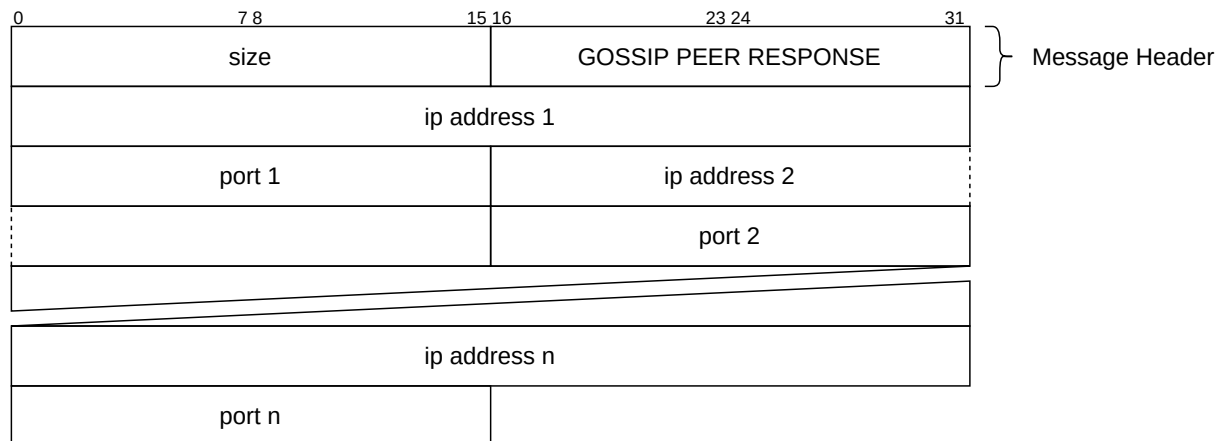 0 7 8 15 16 23 24 31
size GOSSIP PEER RESPONSE Message Header
ip address 1
port 1 ip address 2
port 2
ip address n
port n